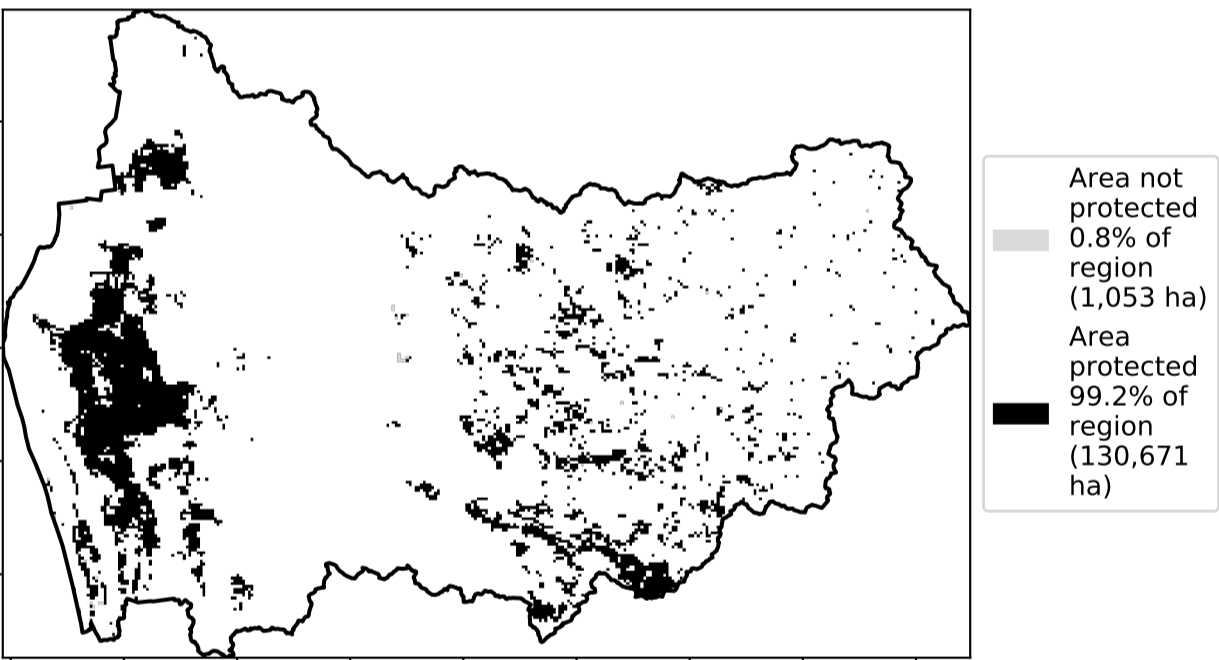 Area not
protected
0.8% of
region
(1,053 ha)
Area
protected
99.2% of
region
(130,671
ha)